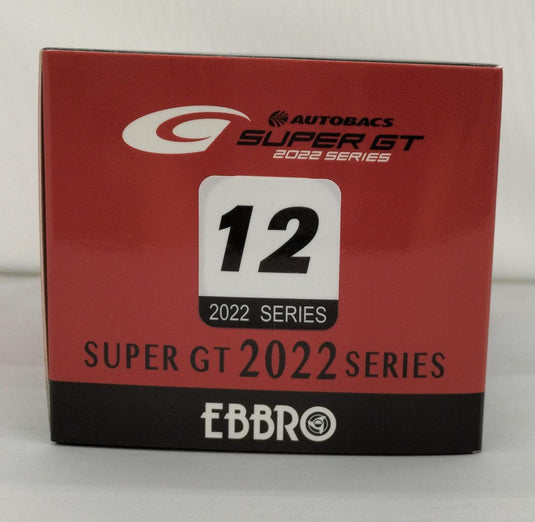 AUTOBACS
SUPER GT
2022 SERIES
12
2022 SERIES
SUPER GT 2022 SERIES
EBBRO